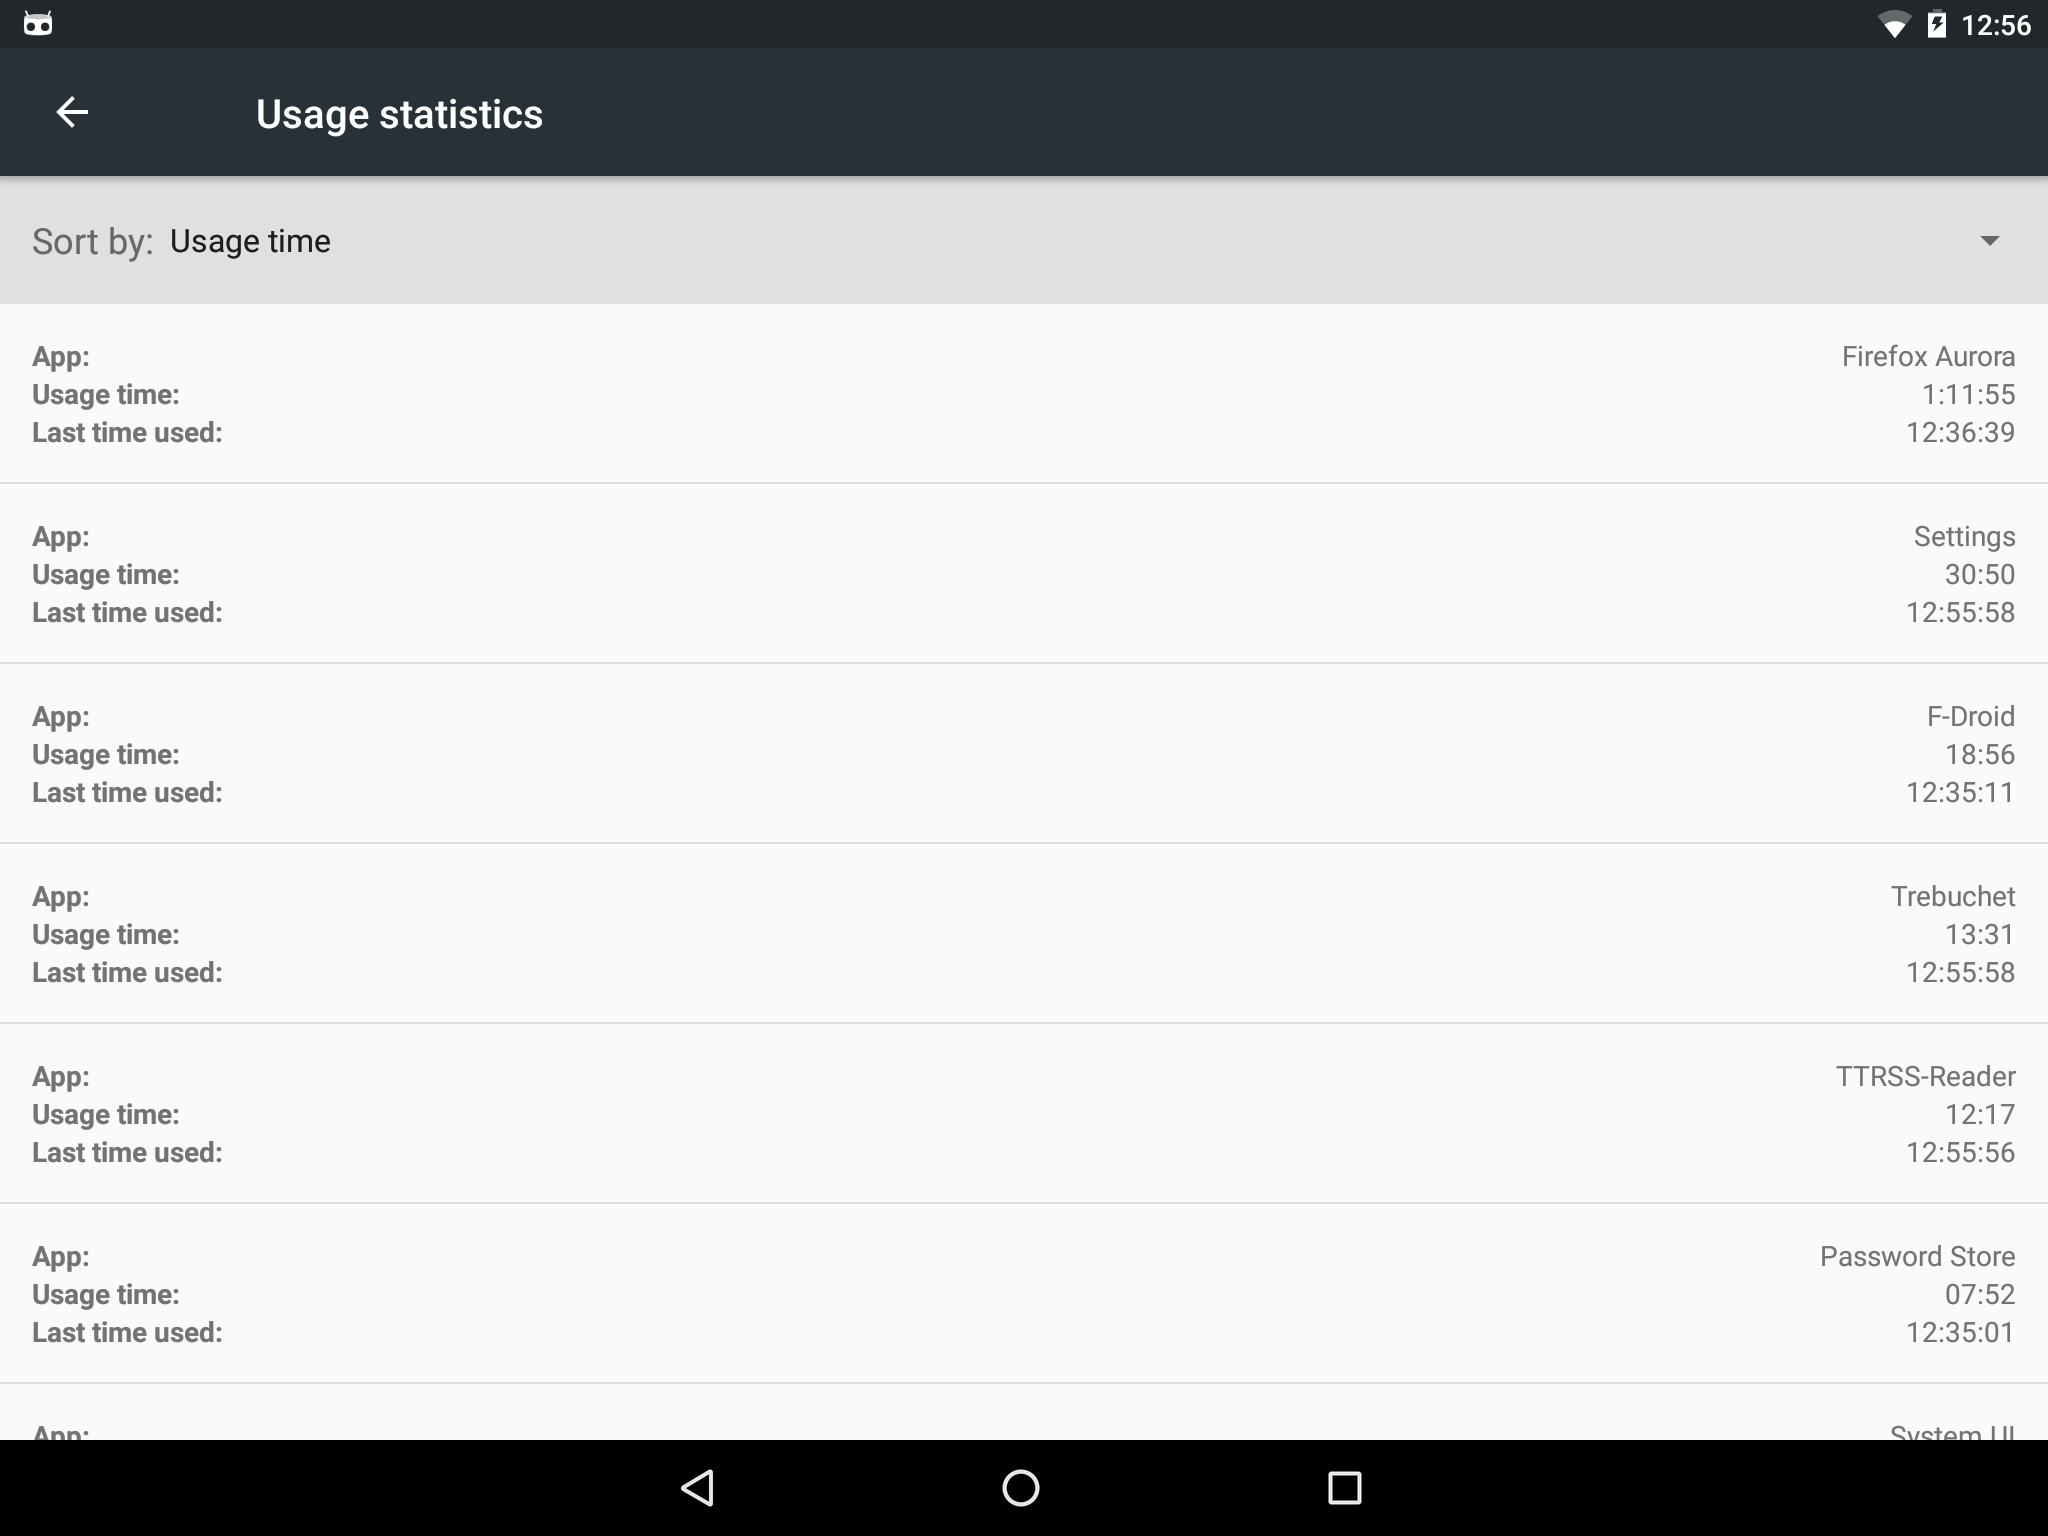 12:56
Usage statistics
Sort by: Usage time
App: Firefox Aurora
Usage time: 1:11:55
Last time used: 12:36:39
App: Settings
Usage time: 30:50
Last time used: 12:55:58
App: F-Droid
Usage time: 18:56
Last time used: 12:35:11
App: Trebuchet
Usage time: 13:31
Last time used: 12:55:58
App: TTRSS-Reader
Usage time: 12:17
Last time used: 12:55:56
App: Password Store
Usage time: 07:52
Last time used: 12:35:01
App: System UI